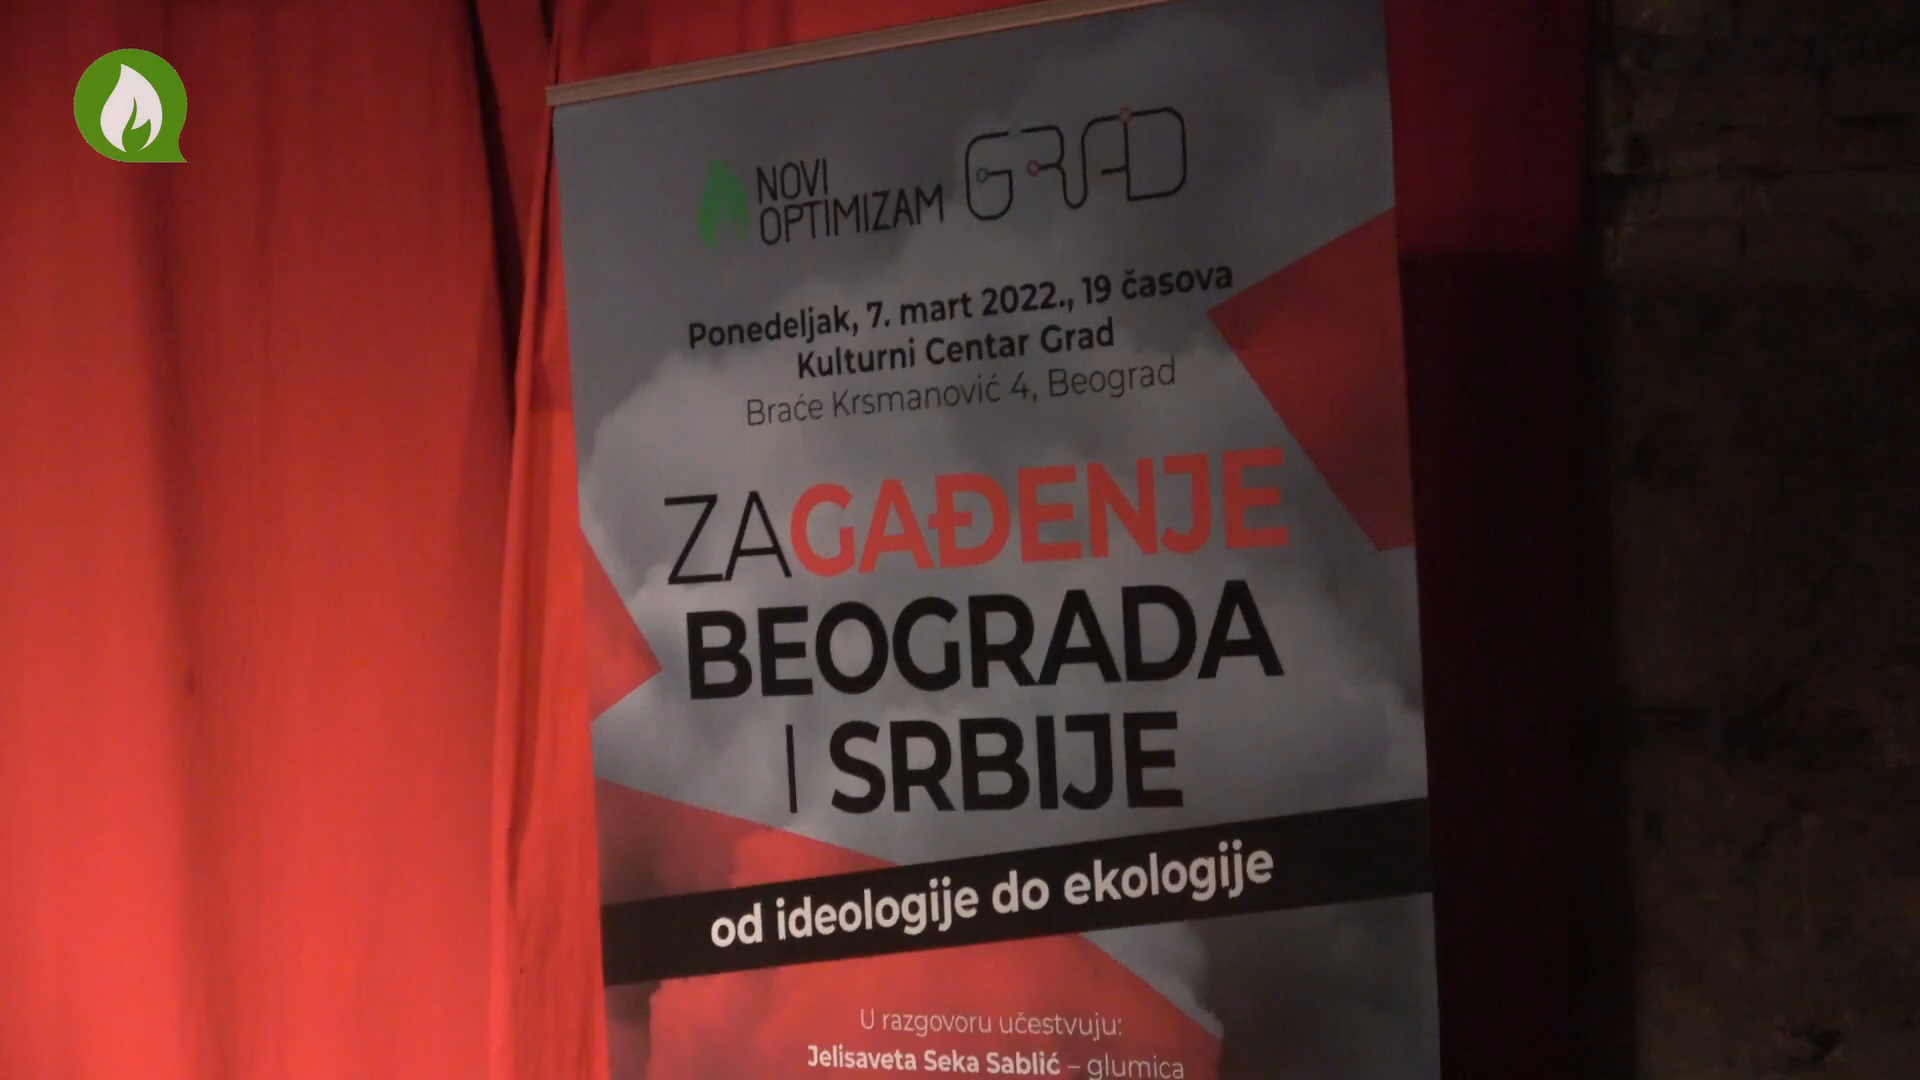 NOVI
OPTIMIZAM
GRAD
Ponedeljak, 7. mart 2022., 19 časova
Kulturni Centar Grad
Braće Krsmanović 4, Beograd
ZAGAĐENJE
BEOGRADA
I SRBIJE
od ideologije do ekologije
U razgovoru učestvuju:
Jelisaveta Seka Sablić – glumica